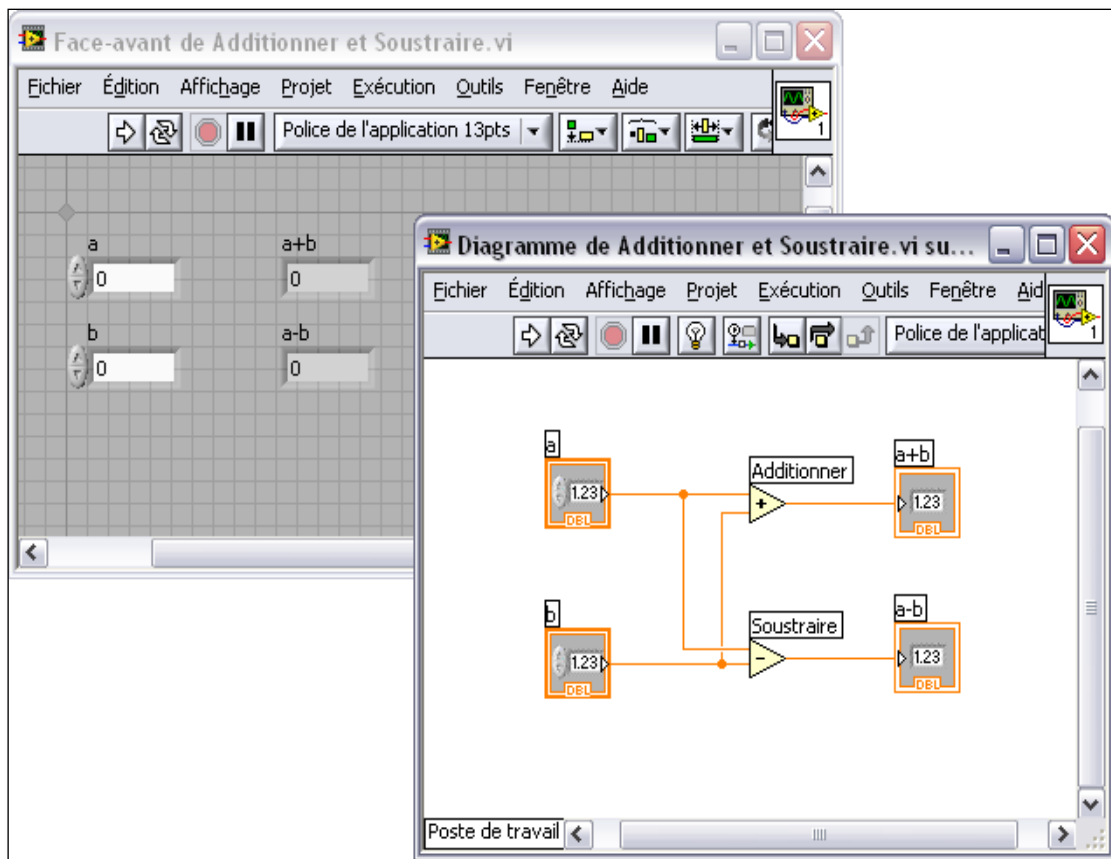 Face-avant de Additionner et Soustraire.vi
Fichier Édition Affichage Projet Exécution Outils Fenêtre Aide
Police de l'application 13pts
1
a a+b
0 0
b a-b
0 0
Diagramme de Additionner et Soustraire.vi su...
Fichier Édition Affichage Projet Exécution Outils Fenêtre Aid
Police de l'applicat
1
a
1.23
DBL
Additionner
+
a+b
1.23
DBL
b
1.23
DBL
Soustraire
-
a-b
1.23
DBL
Poste de travail